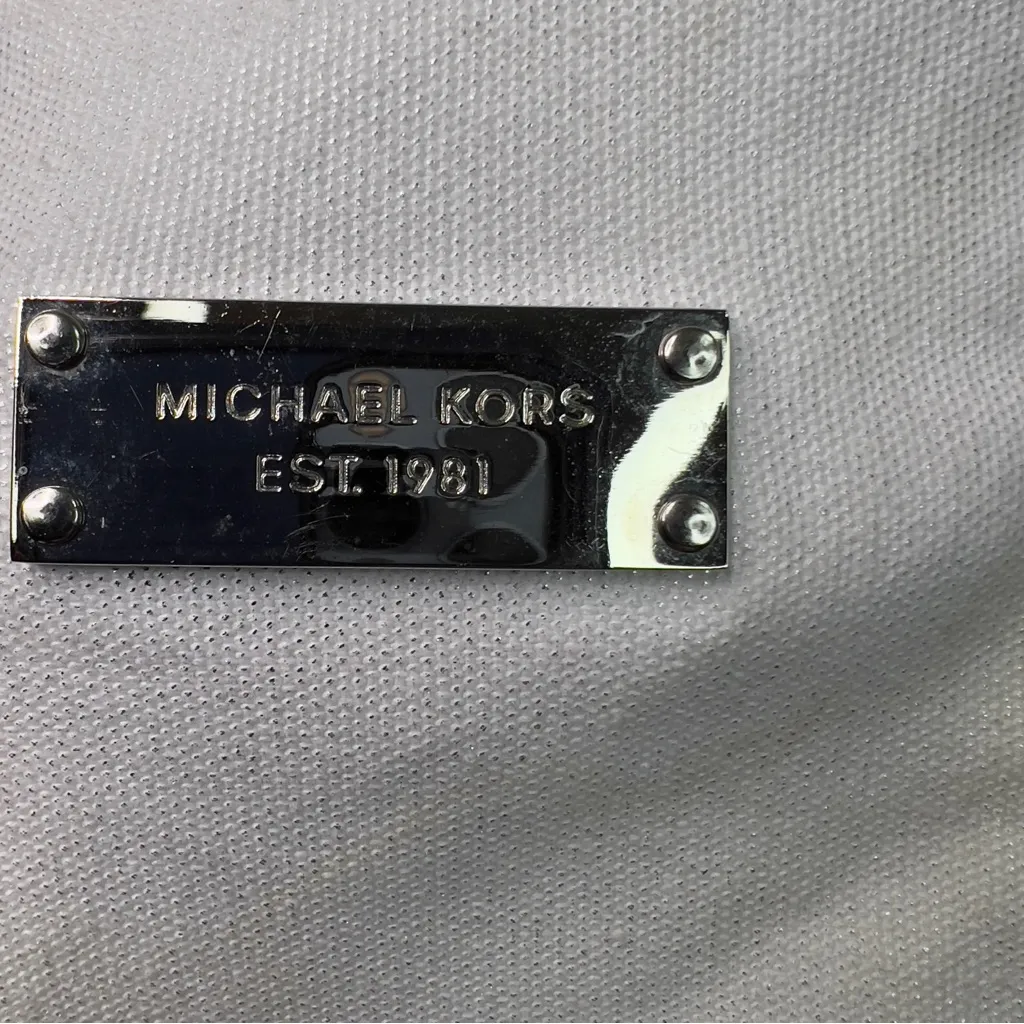 MICHAEL KORS
EST. 1981